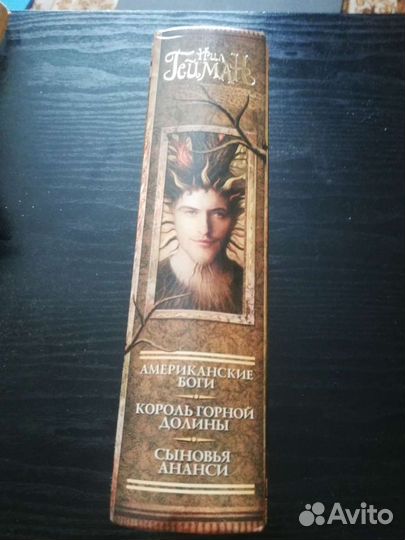 Нил
Гейман
АМЕРИКАНСКИЕ
БОГИ
КОРОЛЬ ГОРНОЙ
ДОЛИНЫ
СЫНОВЬЯ
АНАНСИ
Avito